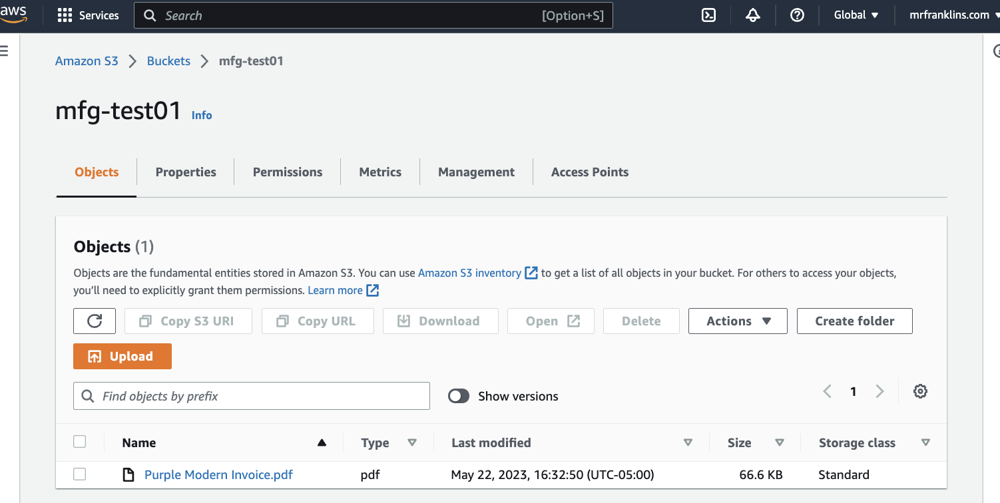 aws Services Search [Option+S] Global mrfranklins.com
Amazon S3 > Buckets > mfg-test01
mfg-test01 Info
Objects Properties Permissions Metrics Management Access Points
Objects (1)
Objects are the fundamental entities stored in Amazon S3. You can use Amazon S3 inventory to get a list of all objects in your bucket. For others to access your objects,
you'll need to explicitly grant them permissions. Learn more
Copy S3 URI Copy URL Download Open Delete Actions Create folder
Upload
Find objects by prefix Show versions 1
Name Type Last modified Size Storage class
Purple Modern Invoice.pdf pdf May 22, 2023, 16:32:50 (UTC-05:00) 66.6 KB Standard